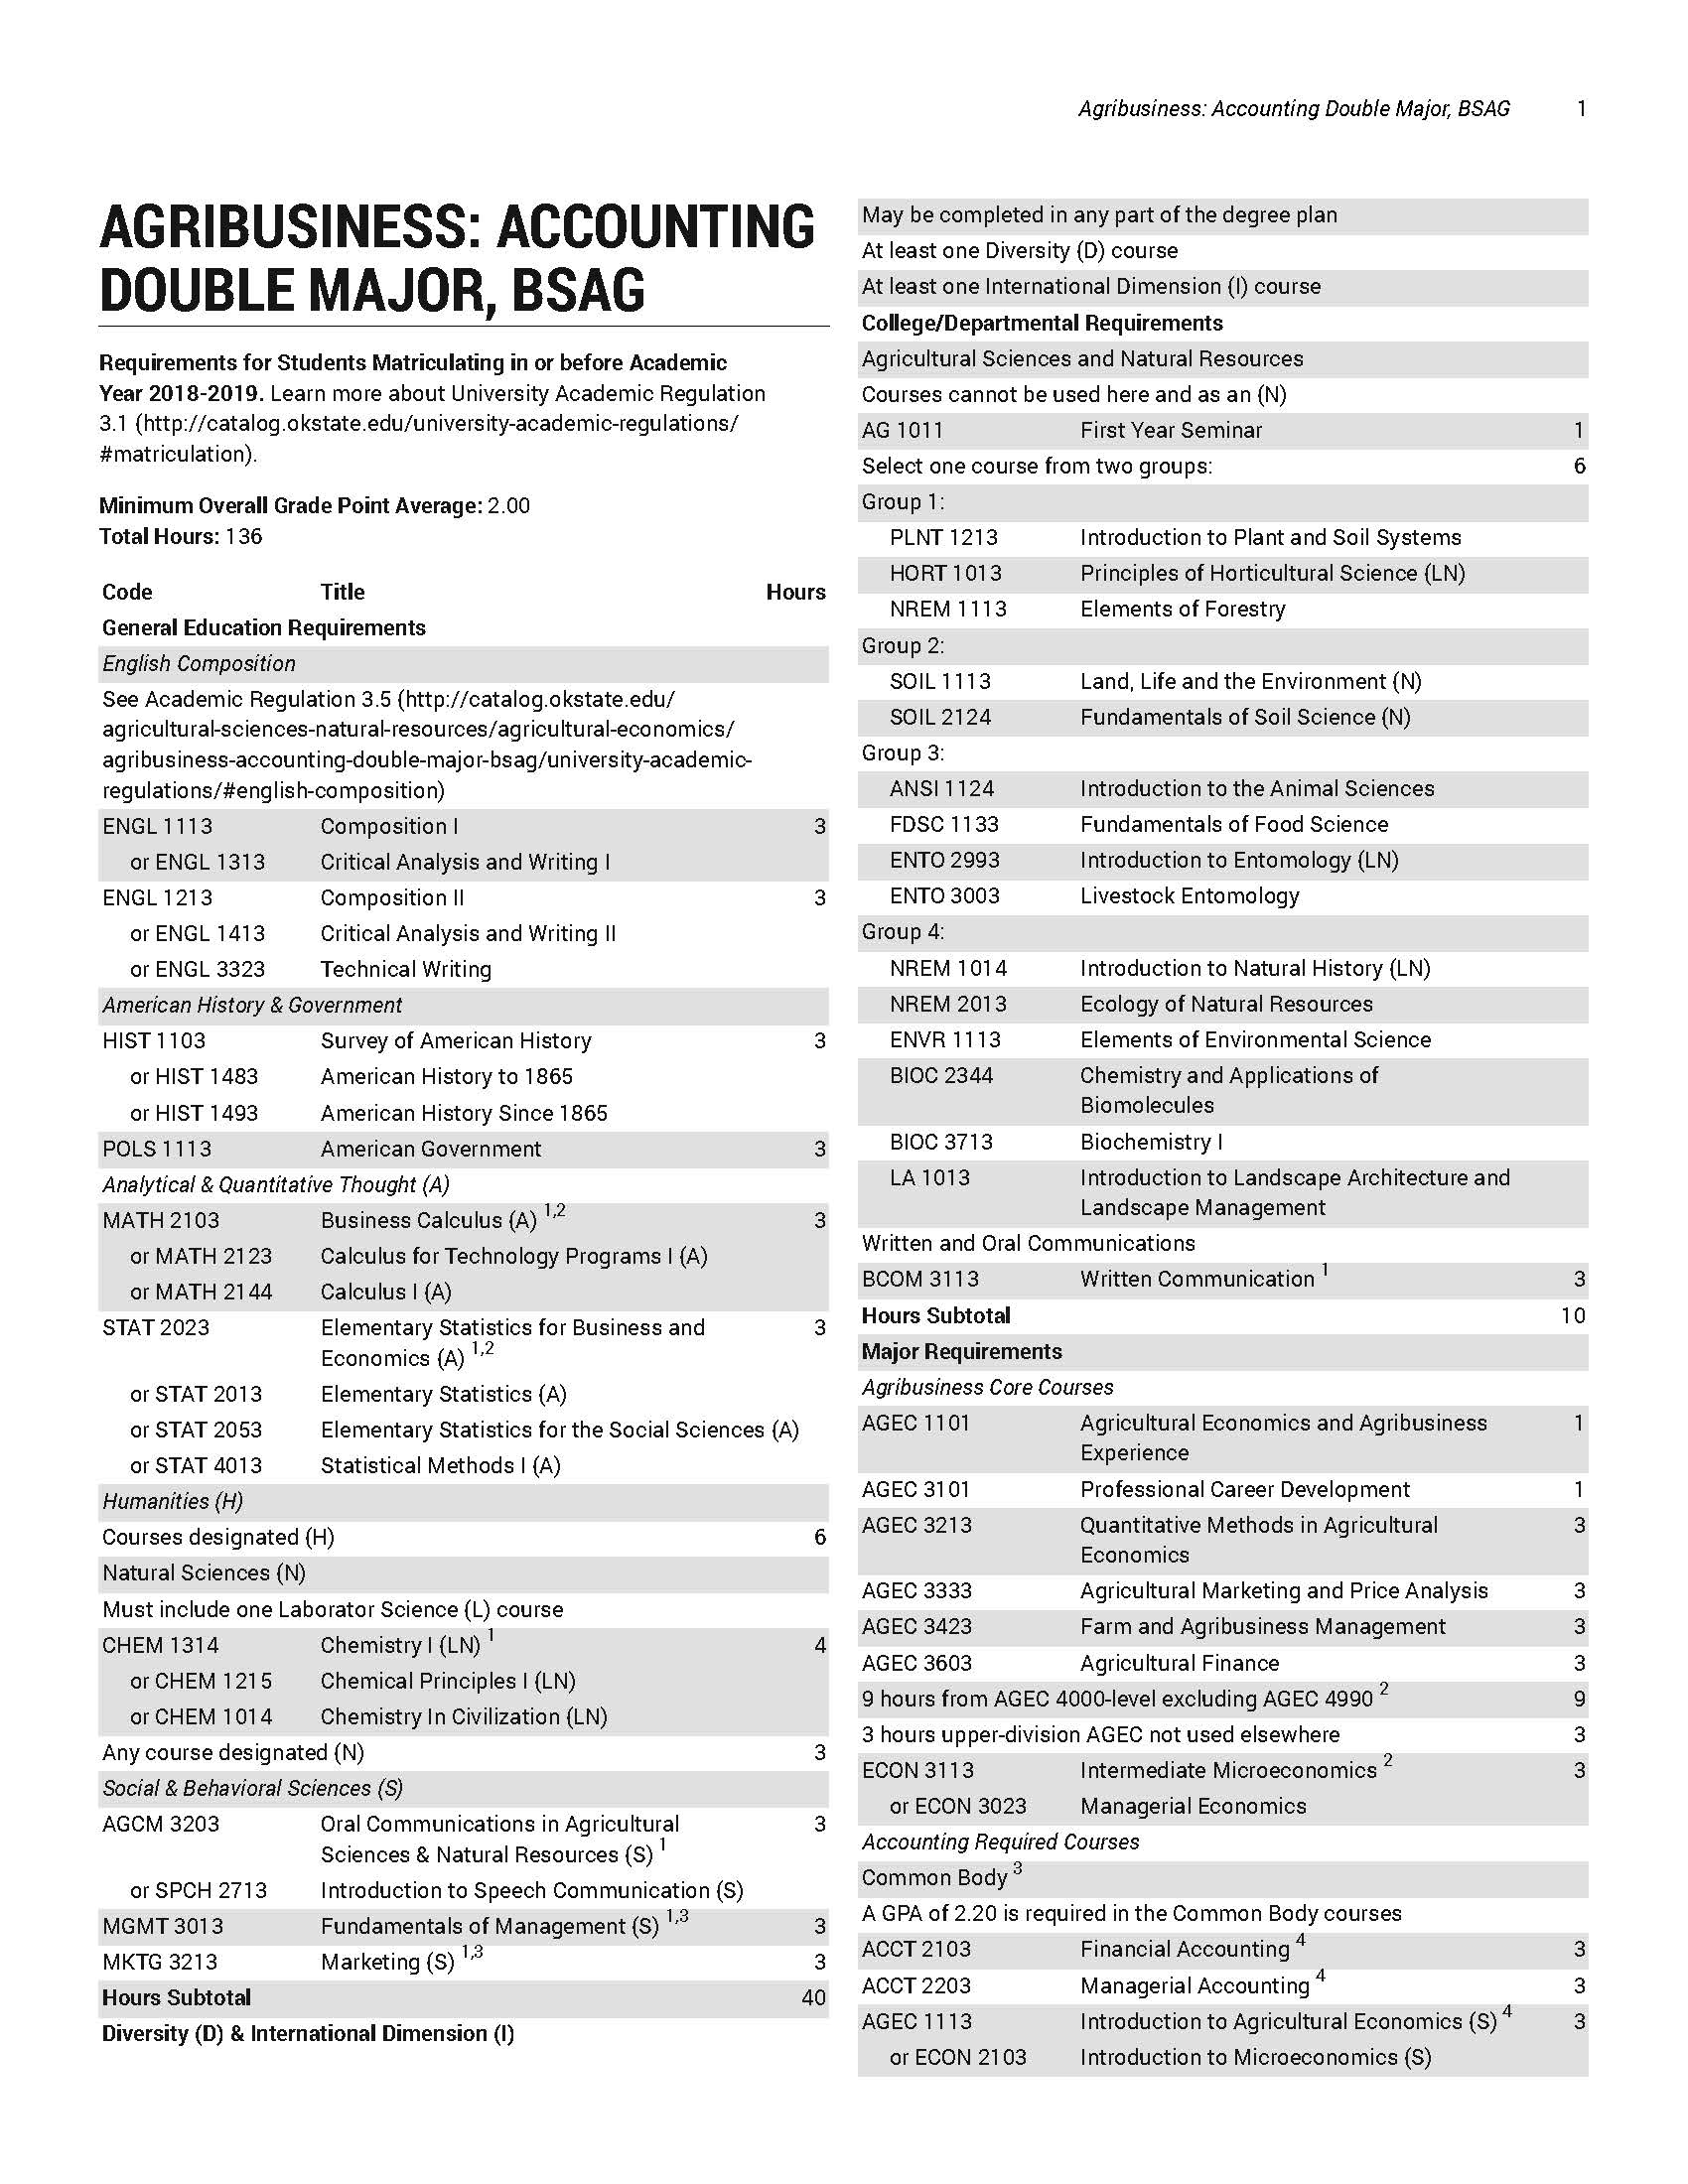 Agribusiness: Accounting Double Major, BSAG 1
AGRIBUSINESS: ACCOUNTING
DOUBLE MAJOR, BSAG
Requirements for Students Matriculating in or before Academic
Year 2018-2019. Learn more about University Academic Regulation
3.1 (http://catalog.okstate.edu/university-academic-regulations/
#matriculation).
Minimum Overall Grade Point Average: 2.00
Total Hours: 136
Code Title Hours
General Education Requirements
English Composition
See Academic Regulation 3.5 (http://catalog.okstate.edu/
agricultural-sciences-natural-resources/agricultural-economics/
agribusiness-accounting-double-major-bsag/university-academic-
regulations/#english-composition)
ENGL 1113 Composition I 3
or ENGL 1313 Critical Analysis and Writing I
ENGL 1213 Composition II 3
or ENGL 1413 Critical Analysis and Writing II
or ENGL 3323 Technical Writing
American History & Government
HIST 1103 Survey of American History 3
or HIST 1483 American History to 1865
or HIST 1493 American History Since 1865
POLS 1113 American Government 3
Analytical & Quantitative Thought (A)
MATH 2103 Business Calculus (A) 1,2 3
or MATH 2123 Calculus for Technology Programs I (A)
or MATH 2144 Calculus I (A)
STAT 2023 Elementary Statistics for Business and 3
Economics (A) 1,2
or STAT 2013 Elementary Statistics (A)
or STAT 2053 Elementary Statistics for the Social Sciences (A)
or STAT 4013 Statistical Methods I (A)
Humanities (H)
Courses designated (H) 6
Natural Sciences (N)
Must include one Laborator Science (L) course
CHEM 1314 Chemistry I (LN) 1 4
or CHEM 1215 Chemical Principles I (LN)
or CHEM 1014 Chemistry In Civilization (LN)
Any course designated (N) 3
Social & Behavioral Sciences (S)
AGCM 3203 Oral Communications in Agricultural 3
Sciences & Natural Resources (S) 1
or SPCH 2713 Introduction to Speech Communication (S)
MGMT 3013 Fundamentals of Management (S) 1,3 3
MKTG 3213 Marketing (S) 1,3 3
Hours Subtotal 40
Diversity (D) & International Dimension (I)
May be completed in any part of the degree plan
At least one Diversity (D) course
At least one International Dimension (I) course
College/Departmental Requirements
Agricultural Sciences and Natural Resources
Courses cannot be used here and as an (N)
AG 1011 First Year Seminar 1
Select one course from two groups: 6
Group 1:
PLNT 1213 Introduction to Plant and Soil Systems
HORT 1013 Principles of Horticultural Science (LN)
NREM 1113 Elements of Forestry
Group 2:
SOIL 1113 Land, Life and the Environment (N)
SOIL 2124 Fundamentals of Soil Science (N)
Group 3:
ANSI 1124 Introduction to the Animal Sciences
FDSC 1133 Fundamentals of Food Science
ENTO 2993 Introduction to Entomology (LN)
ENTO 3003 Livestock Entomology
Group 4:
NREM 1014 Introduction to Natural History (LN)
NREM 2013 Ecology of Natural Resources
ENVR 1113 Elements of Environmental Science
BIOC 2344 Chemistry and Applications of
Biomolecules
BIOC 3713 Biochemistry I
LA 1013 Introduction to Landscape Architecture and
Landscape Management
Written and Oral Communications
BCOM 3113 Written Communication 1 3
Hours Subtotal 10
Major Requirements
Agribusiness Core Courses
AGEC 1101 Agricultural Economics and Agribusiness 1
Experience
AGEC 3101 Professional Career Development 1
AGEC 3213 Quantitative Methods in Agricultural 3
Economics
AGEC 3333 Agricultural Marketing and Price Analysis 3
AGEC 3423 Farm and Agribusiness Management 3
AGEC 3603 Agricultural Finance 3
9 hours from AGEC 4000-level excluding AGEC 4990 2 9
3 hours upper-division AGEC not used elsewhere 3
ECON 3113 Intermediate Microeconomics 2 3
or ECON 3023 Managerial Economics
Accounting Required Courses
Common Body 3
A GPA of 2.20 is required in the Common Body courses
ACCT 2103 Financial Accounting 4 3
ACCT 2203 Managerial Accounting 4 3
AGEC 1113 Introduction to Agricultural Economics (S) 4 3
or ECON 2103 Introduction to Microeconomics (S)